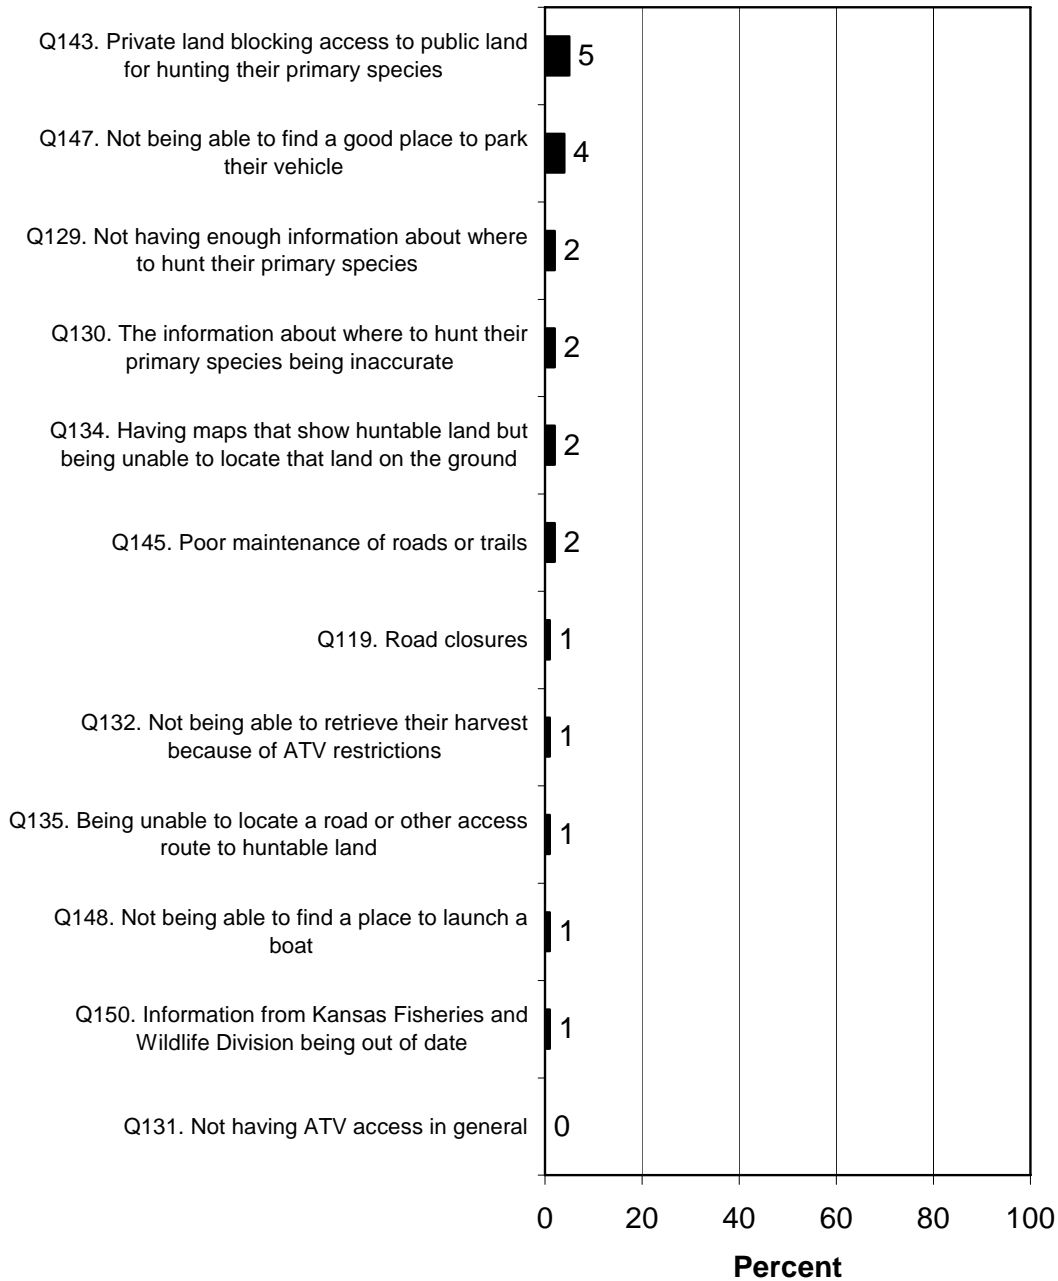 Q143. Private land blocking access to public land
for hunting their primary species
5
Q147. Not being able to find a good place to park
their vehicle
4
Q129. Not having enough information about where
to hunt their primary species
2
Q130. The information about where to hunt their
primary species being inaccurate
2
Q134. Having maps that show huntable land but
being unable to locate that land on the ground
2
Q145. Poor maintenance of roads or trails
2
Q119. Road closures
1
Q132. Not being able to retrieve their harvest
because of ATV restrictions
1
Q135. Being unable to locate a road or other access
route to huntable land
1
Q148. Not being able to find a place to launch a
boat
1
Q150. Information from Kansas Fisheries and
Wildlife Division being out of date
1
Q131. Not having ATV access in general
0
0 20 40 60 80 100
Percent